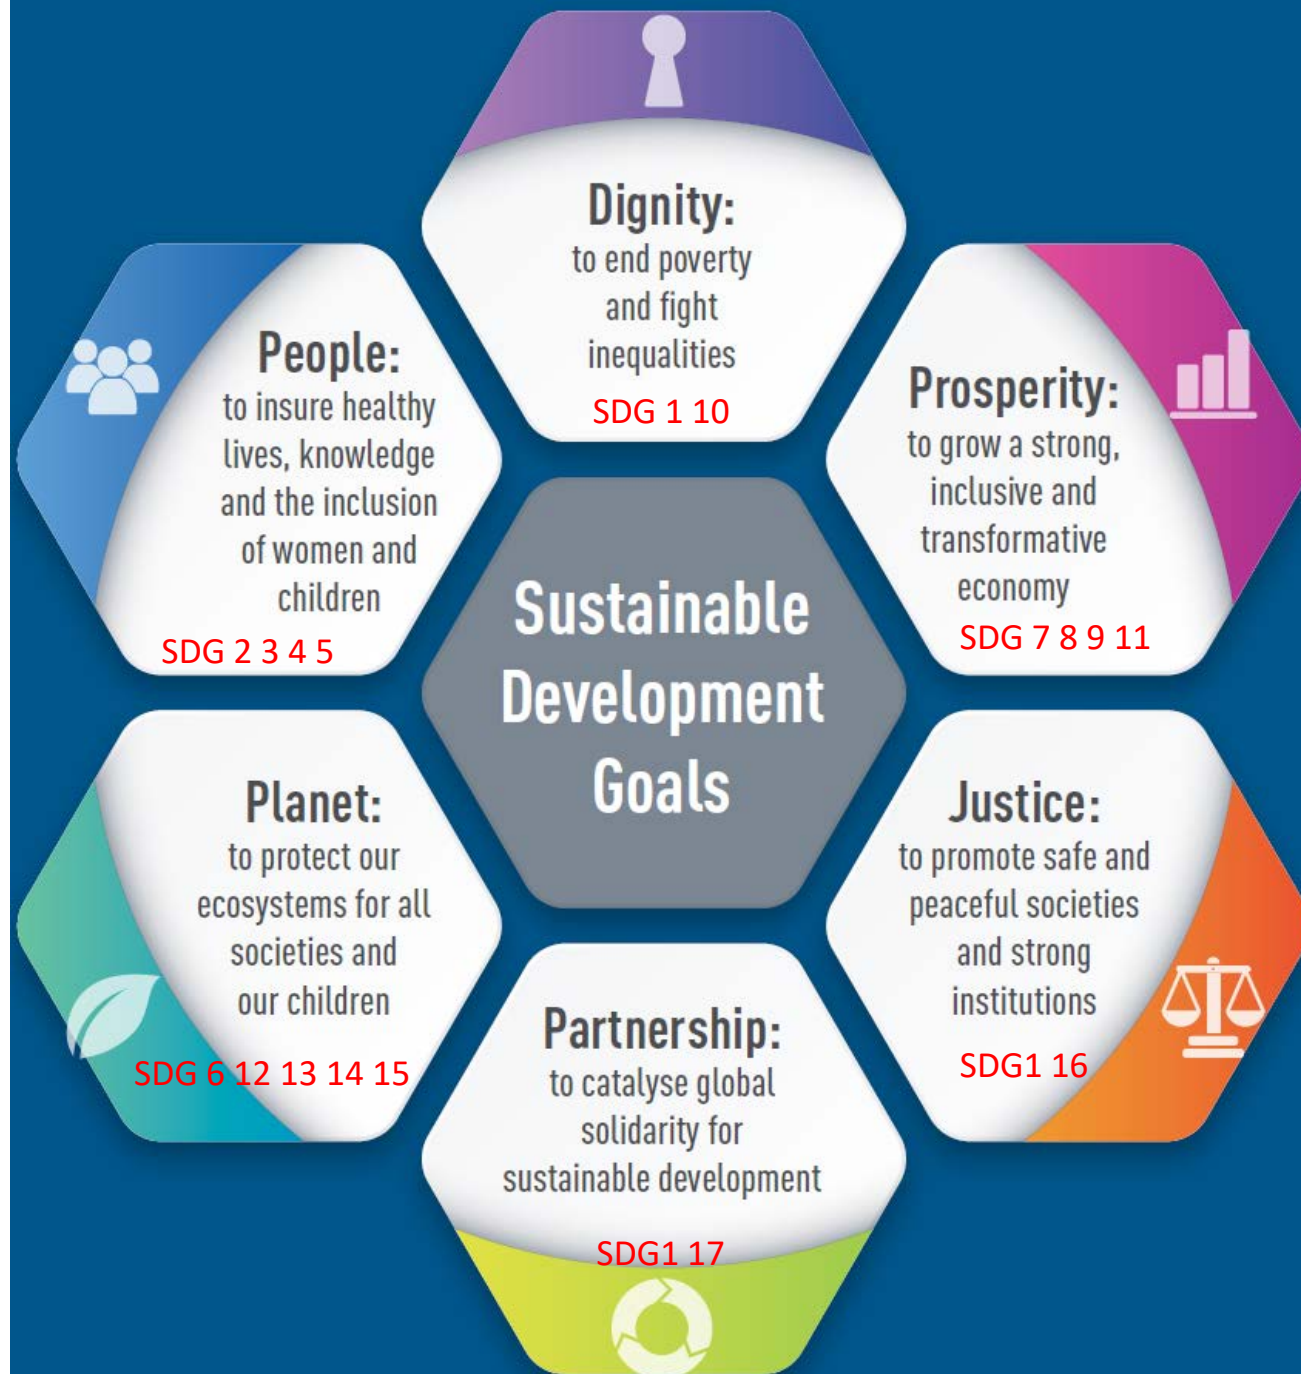 Dignity:
to end poverty
and fight
inequalities
SDG 1 10
People:
to insure healthy
lives, knowledge
and the inclusion
of women and
children
SDG 2 3 4 5
Prosperity:
to grow a strong,
inclusive and
transformative
economy
SDG 7 8 9 11
Sustainable
Development
Goals
Planet:
to protect our
ecosystems for all
societies and
our children
SDG 6 12 13 14 15
Justice:
to promote safe and
peaceful societies
and strong
institutions
SDG1 16
Partnership:
to catalyse global
solidarity for
sustainable development
SDG1 17